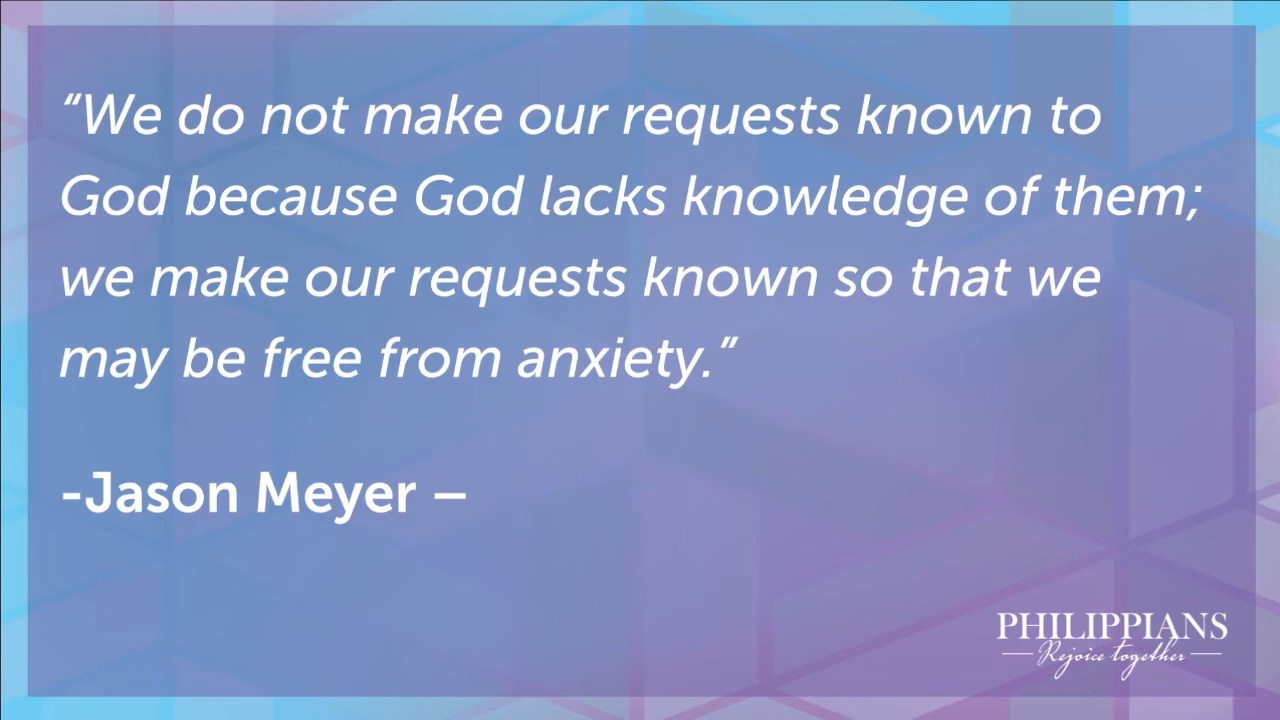 “We do not make our requests known to
God because God lacks knowledge of them;
we make our requests known so that we
may be free from anxiety.”
-Jason Meyer –
PHILIPPIANS
Rejoice together